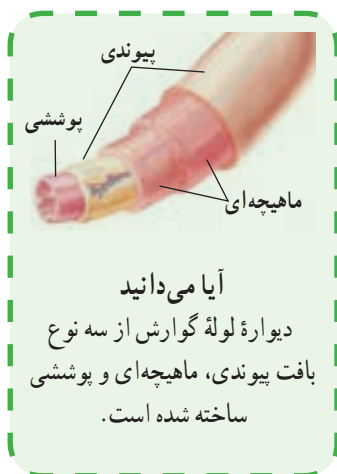 پیوندی
پوششی
ماهیچه‌ای
آیا می‌دانید
دیوارهٔ لولهٔ گوارش از سه نوع
بافت پیوندی، ماهیچه‌ای و پوششی
ساخته شده است.